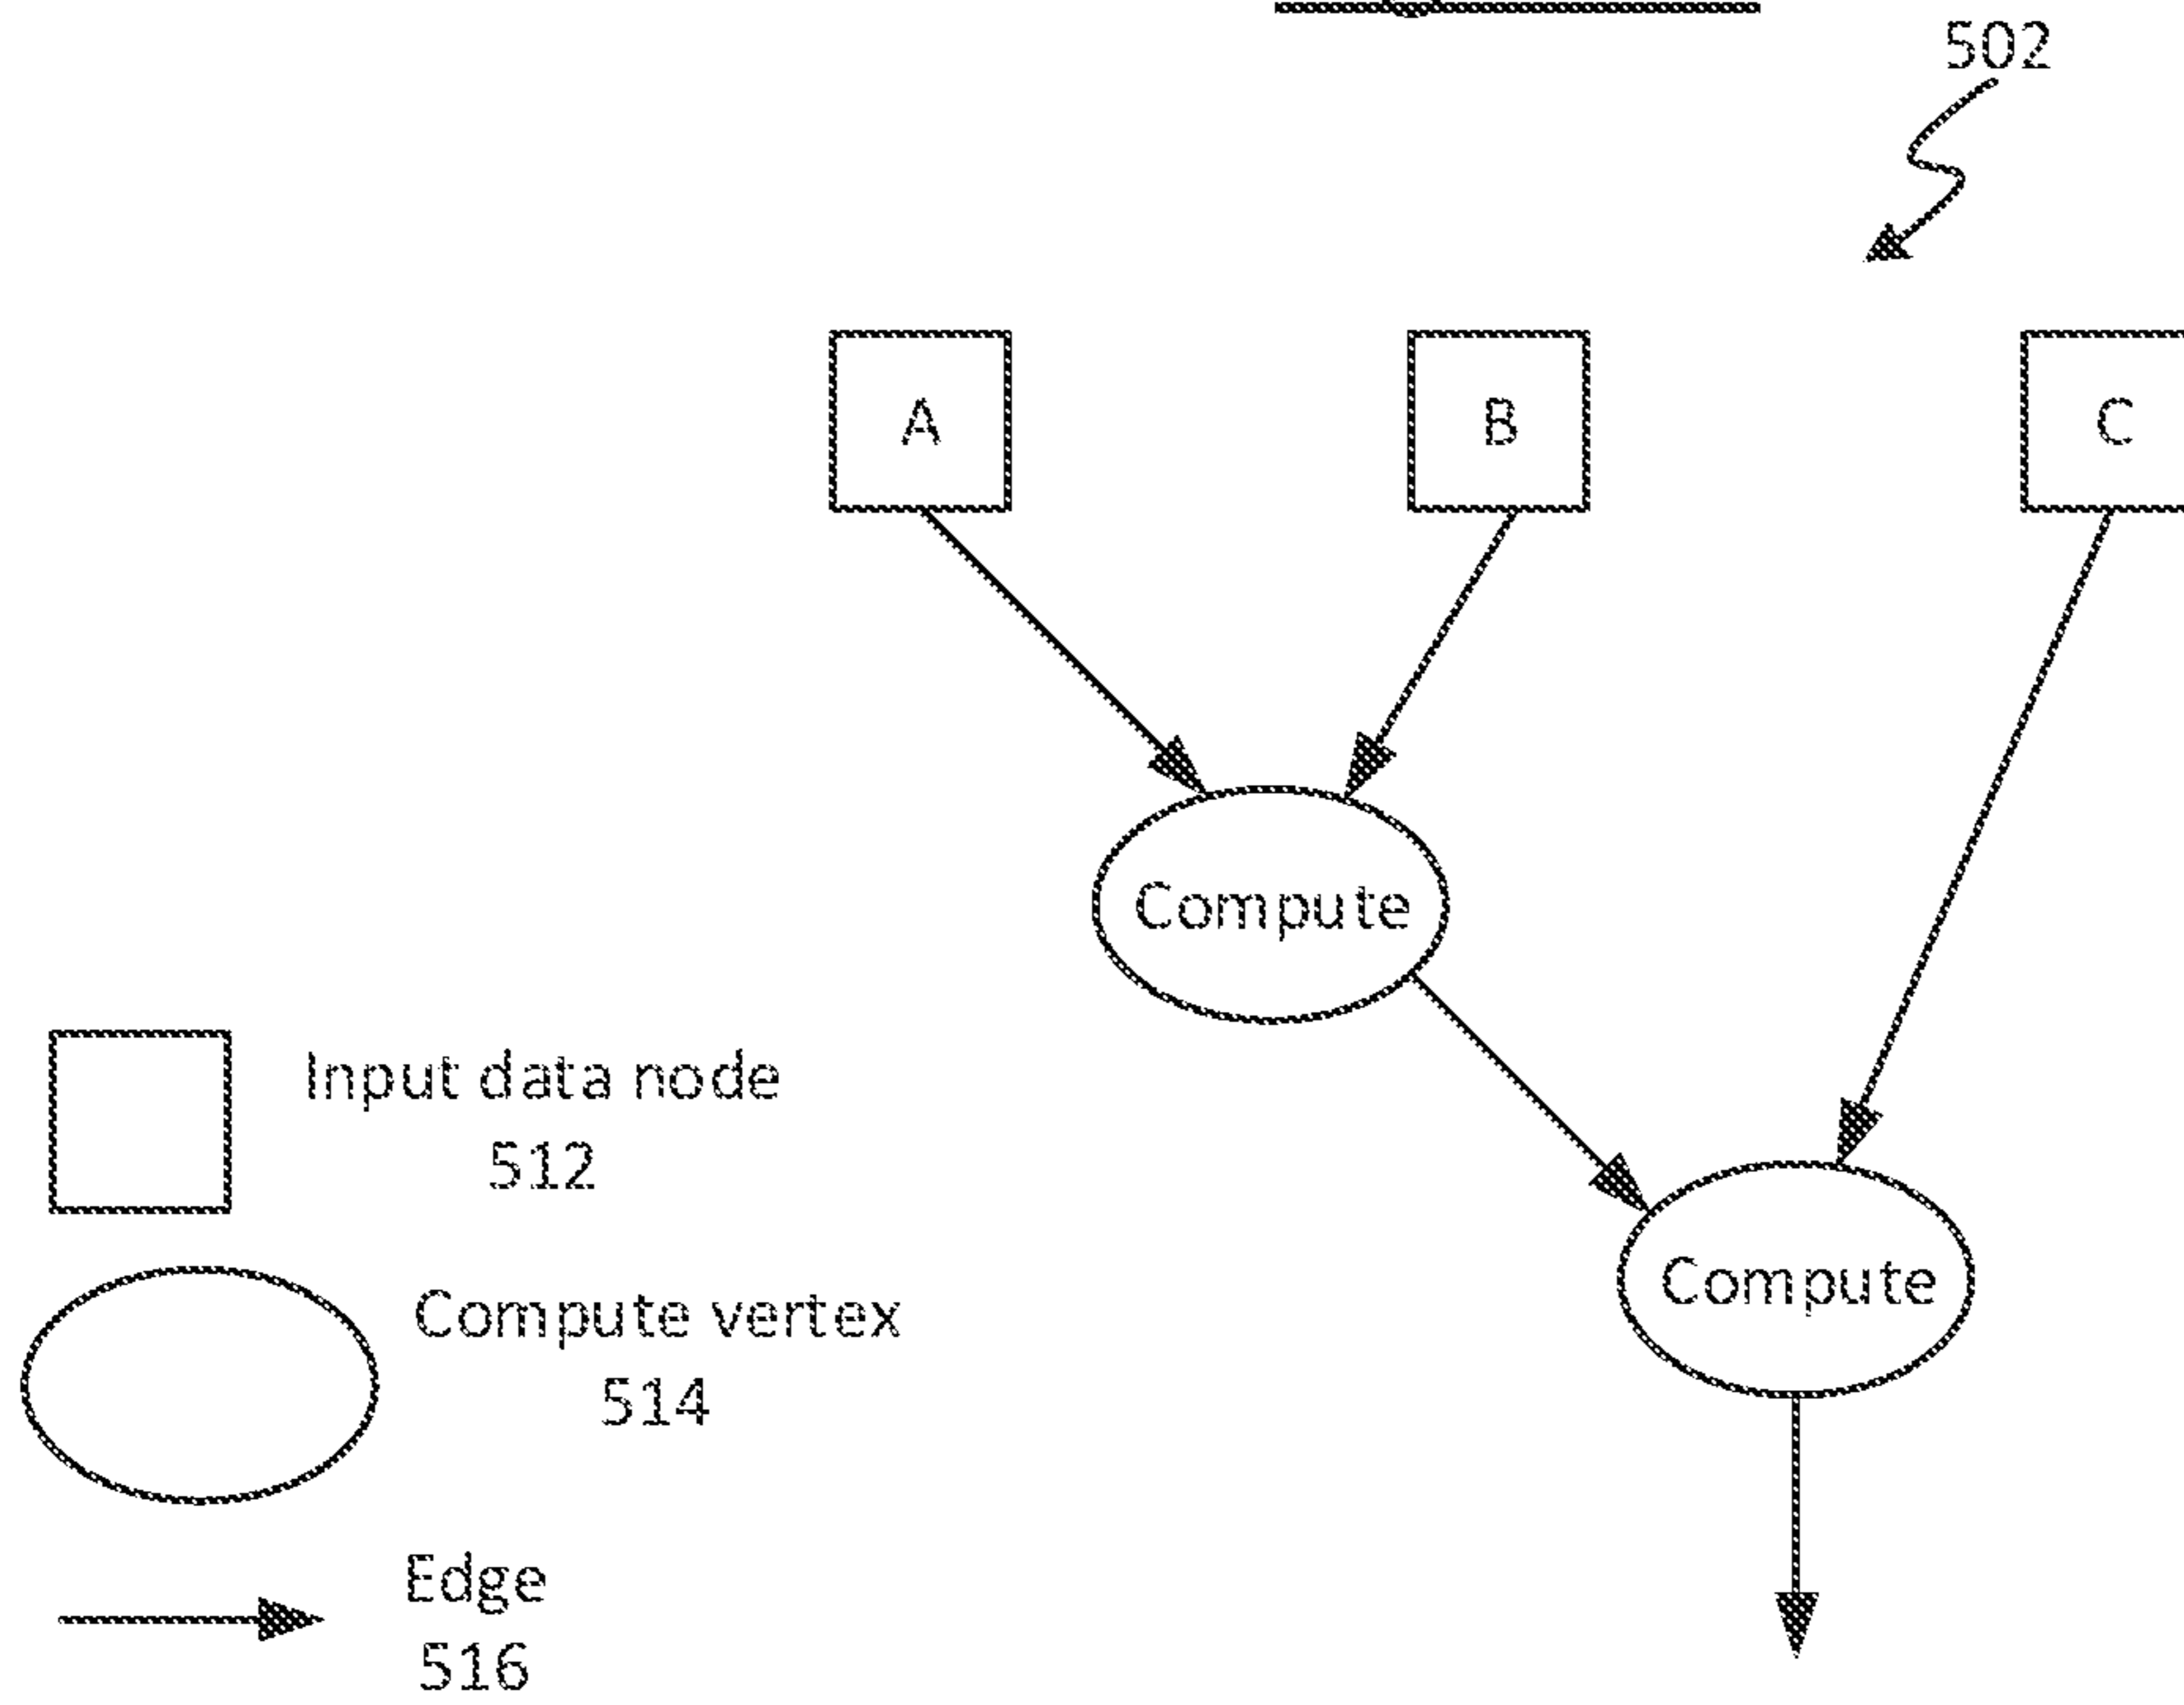 502
A
B
C
Compute
Input data node
512
Compute
Compute vertex
514
Edge
516